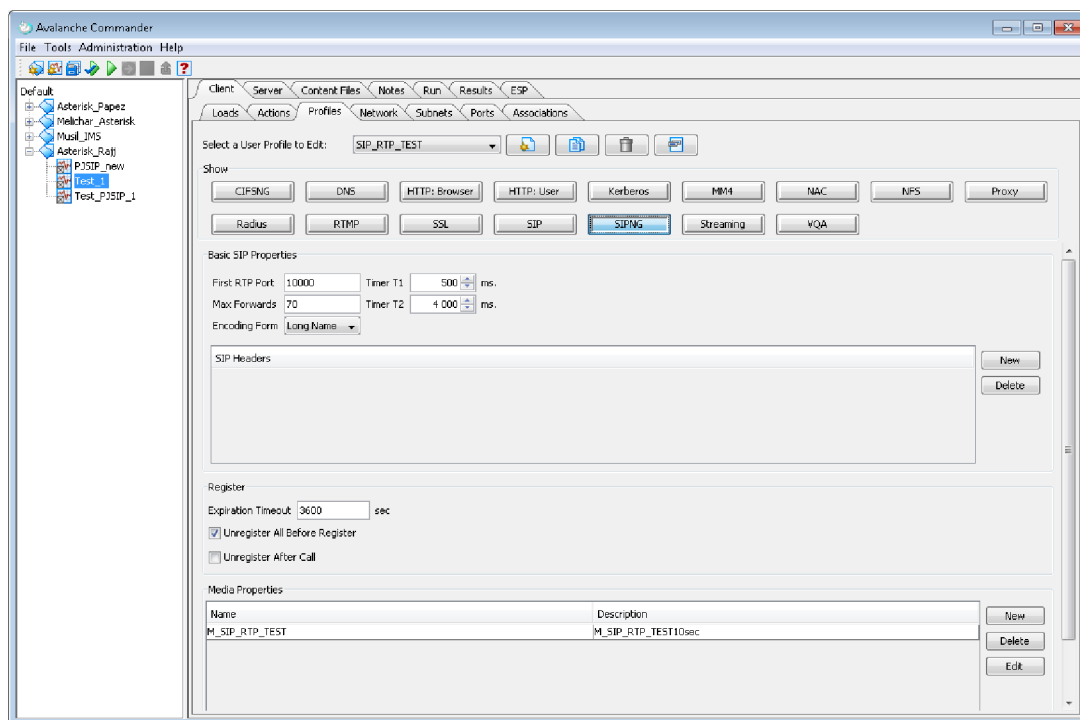 Avalanche Commander
File Tools Administration Help
Default
Asterisk_Papez
Melichar_Asterisk
Musil_IMS
Asterisk_Rajj
PJSIP_new
Test_1
Test_PJSIP_1
Client Server Content Files Notes Run Results ESP
Loads Actions Profiles Network Subnets Ports Associations
Select a User Profile to Edit: SIP_RTP_TEST
Show
CIFSNG DNS HTTP: Browser HTTP: User Kerberos MM4 NAC NFS Proxy
Radius RTMP SSL SIP SIPNG Streaming VQA
Basic SIP Properties
First RTP Port 10000 Timer T1 500 ms.
Max Forwards 70 Timer T2 4 000 ms.
Encoding Form Long Name
SIP Headers
New
Delete
Register
Expiration Timeout 3600 sec
Unregister All Before Register
Unregister After Call
Media Properties
Name Description
M_SIP_RTP_TEST M_SIP_RTP_TEST10sec
New
Delete
Edit